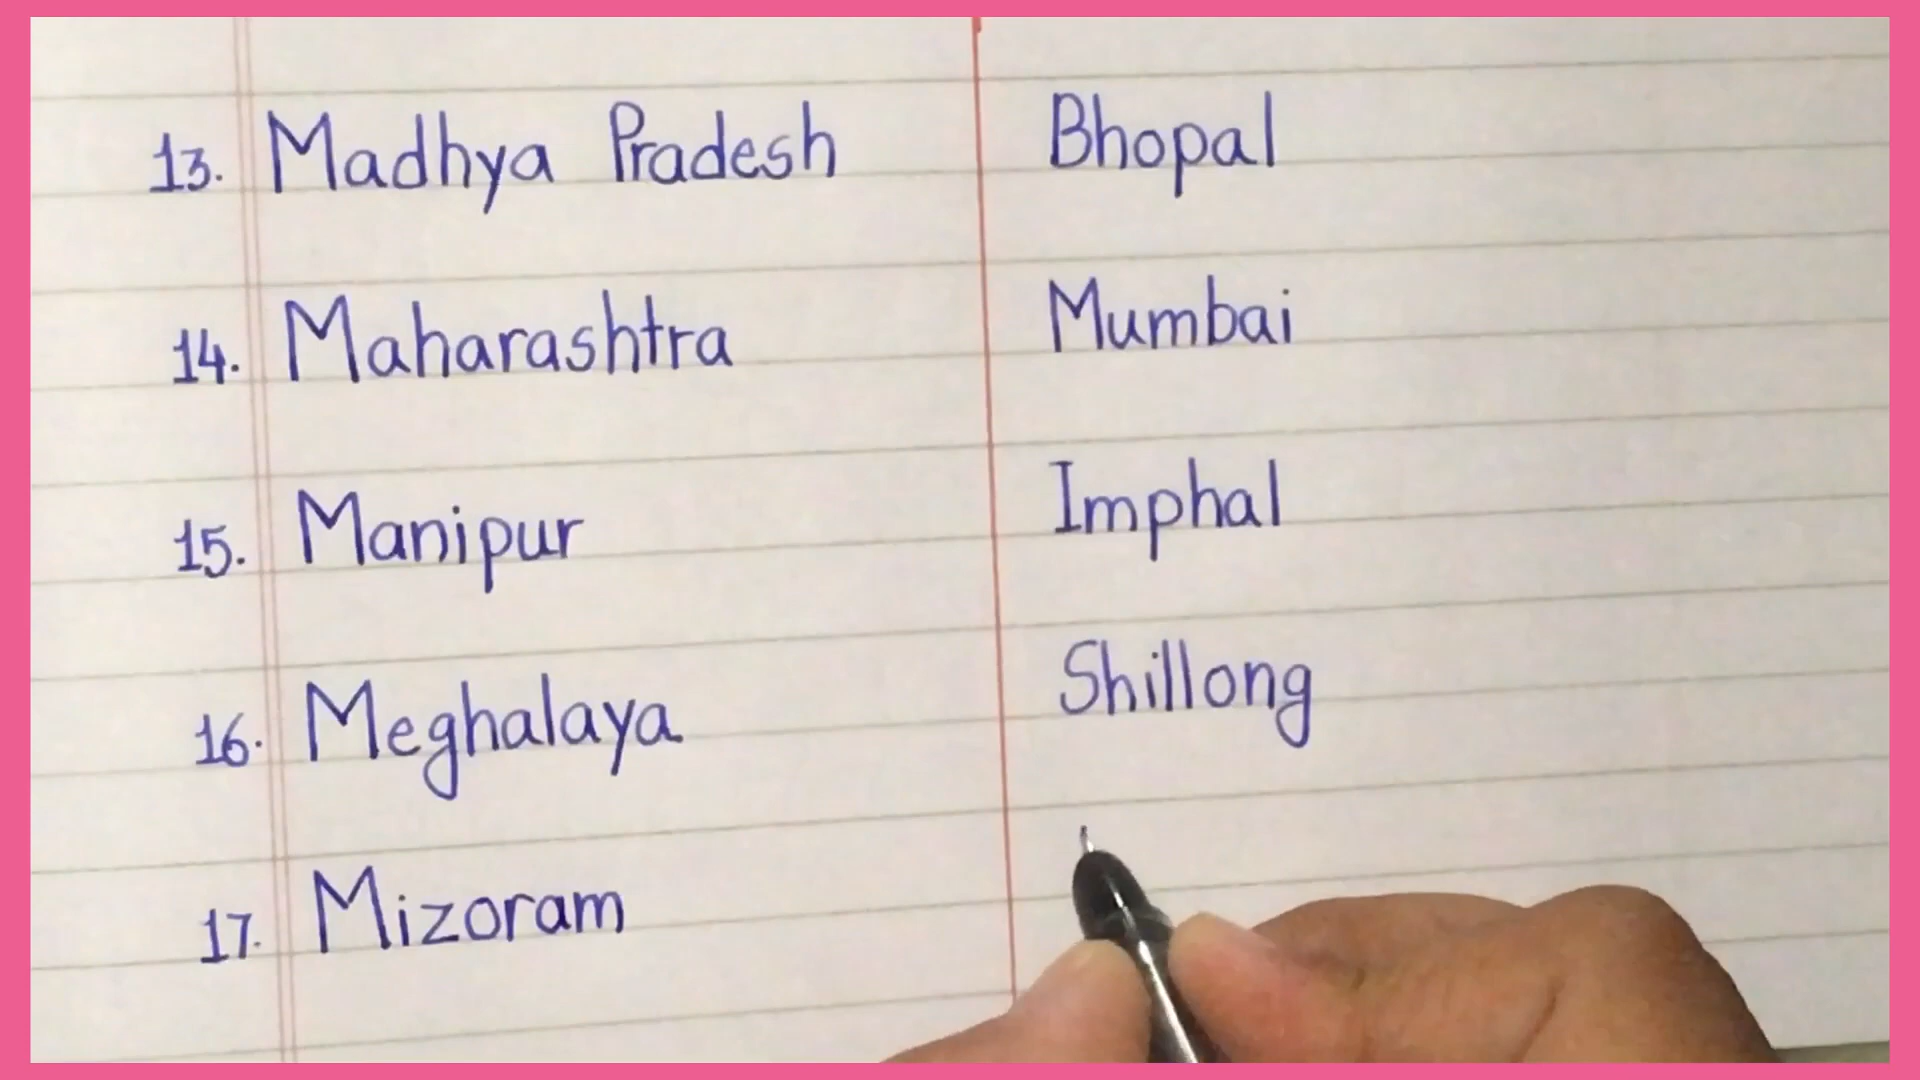 13. Madhya Pradesh Bhopal
14. Maharashtra Mumbai
15. Manipur Imphal
16. Meghalaya Shillong
17. Mizoram